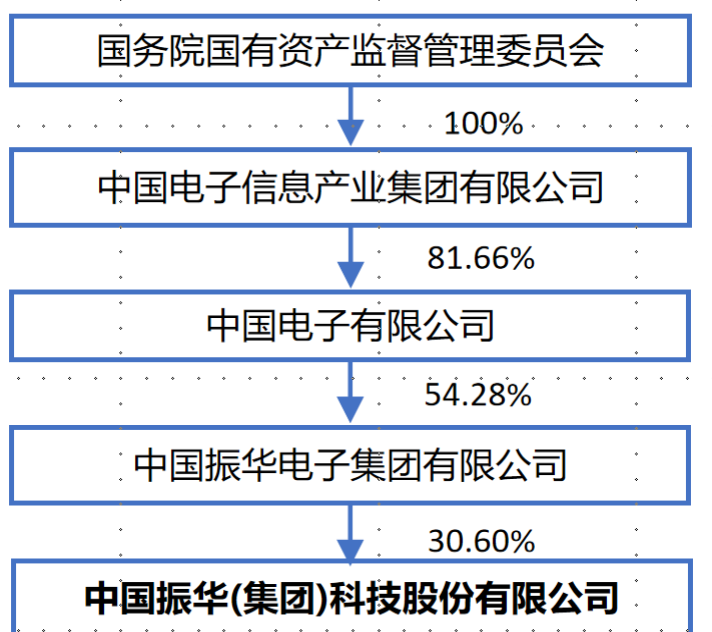 国务院国有资产监督管理委员会
100%
中国电子信息产业集团有限公司
81.66%
中国电子有限公司
54.28%
中国振华电子集团有限公司
30.60%
中国振华(集团)科技股份有限公司